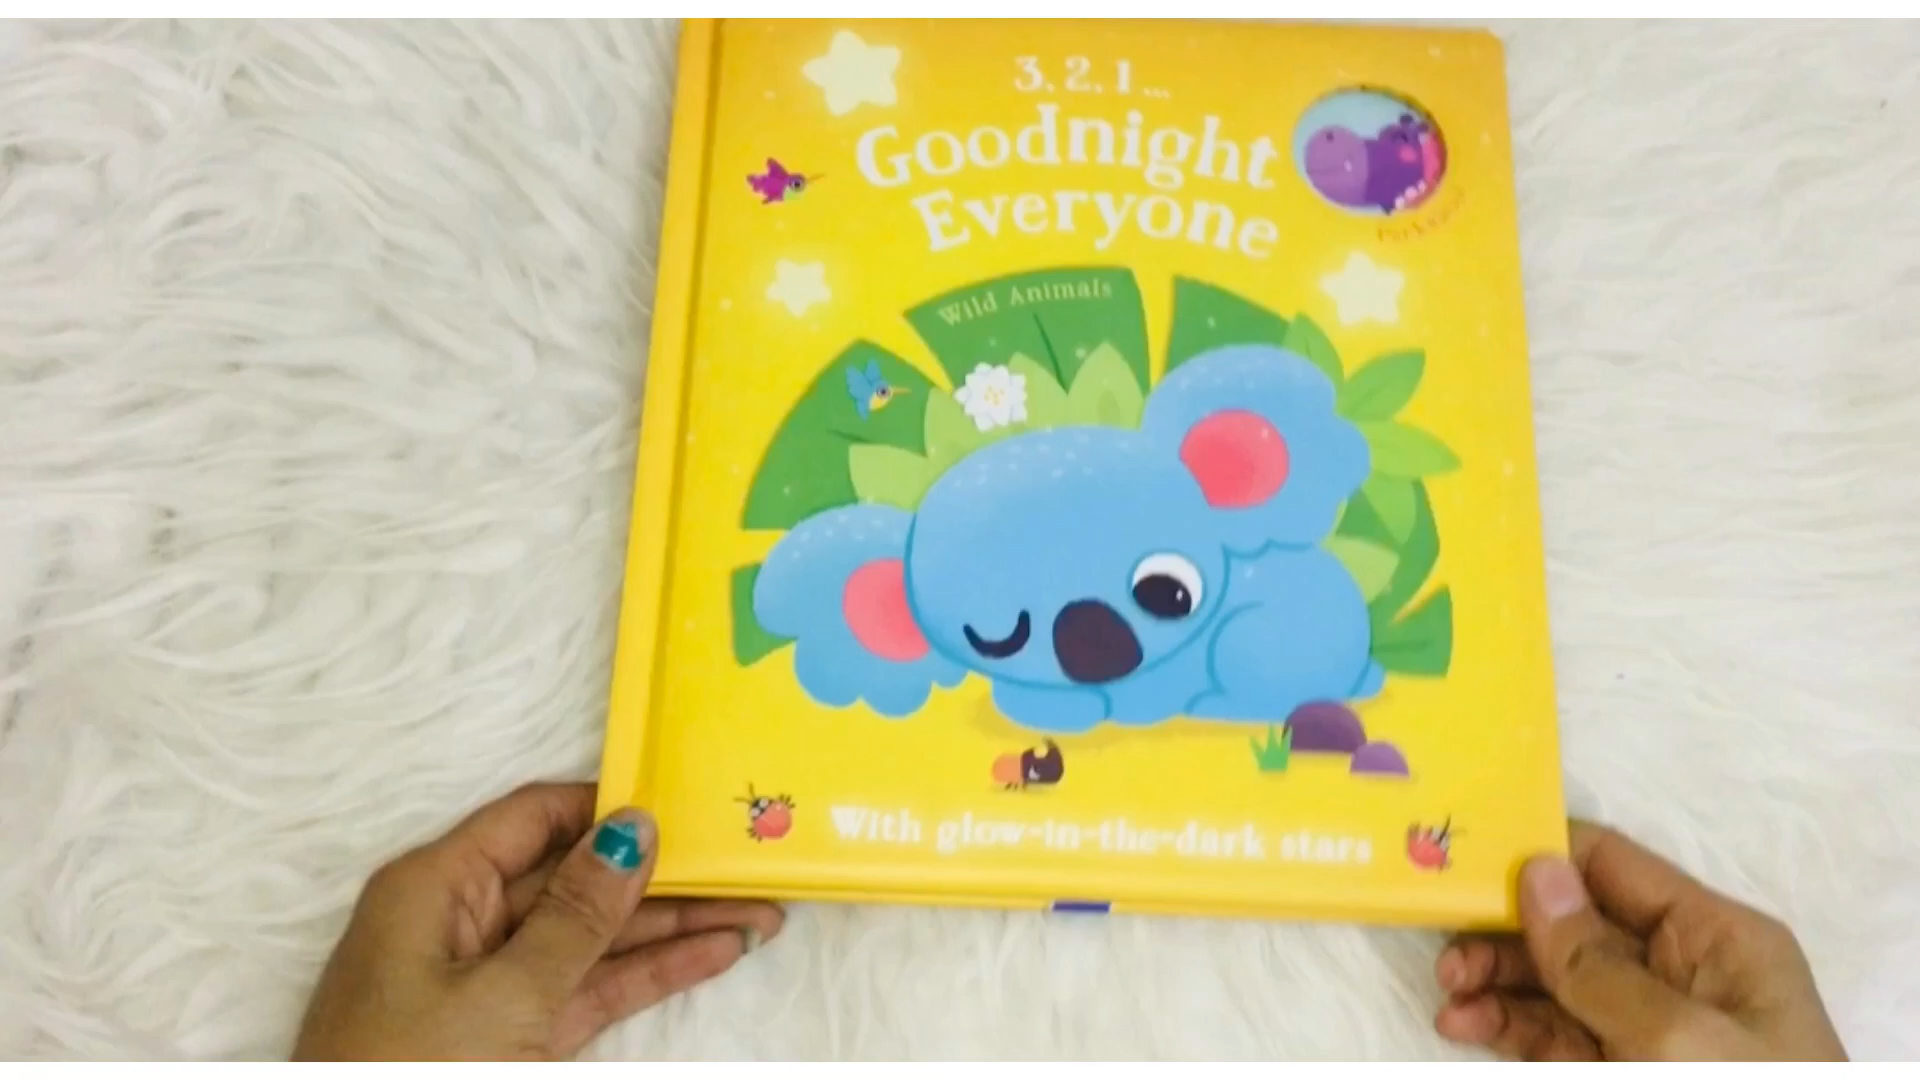 3, 2, 1 ...
Goodnight
Everyone
Wild Animals
With glow-in-the-dark stars